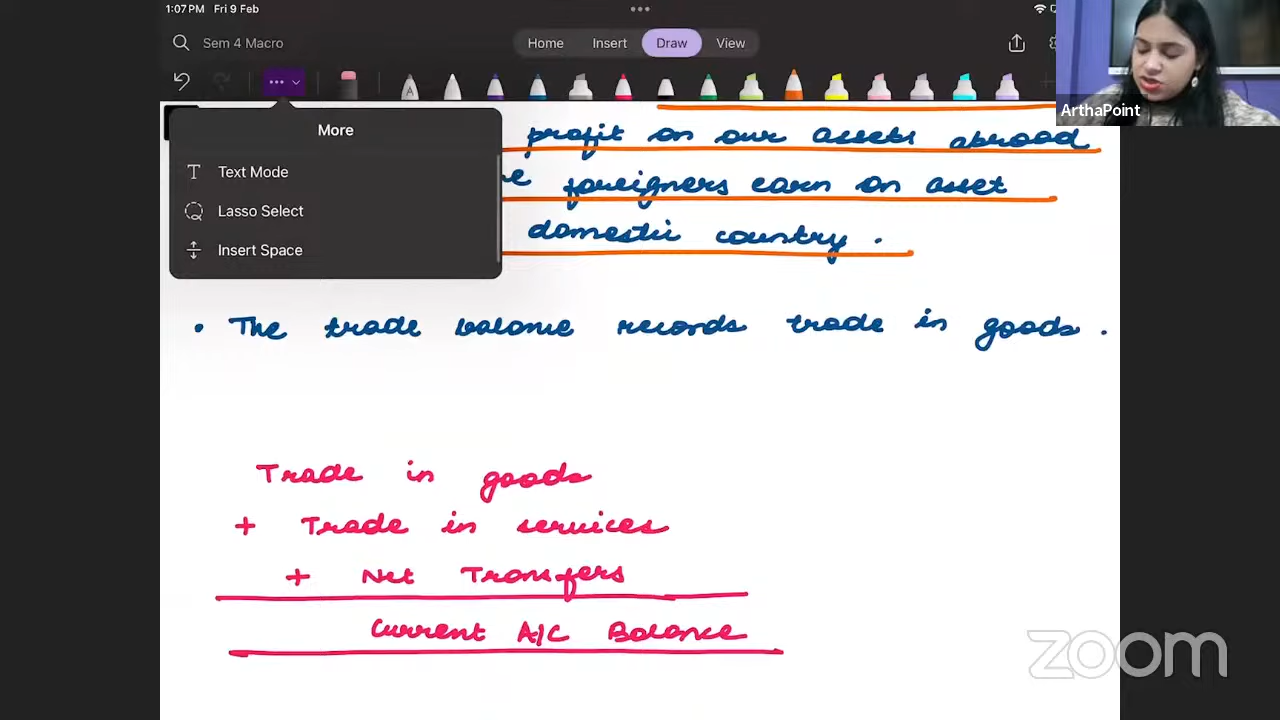 1:07 PM Fri 9 Feb
Sem 4 Macro
Home Insert Draw View
ArthaPoint
More
Text Mode
Lasso Select
Insert Space
profit on our assets abroad
foreigners earn on asset
domestic country.
• The trade balance records trade in goods.
Trade in goods
+ Trade in services
+ Net Transfers
Current A/C Balance
zoom